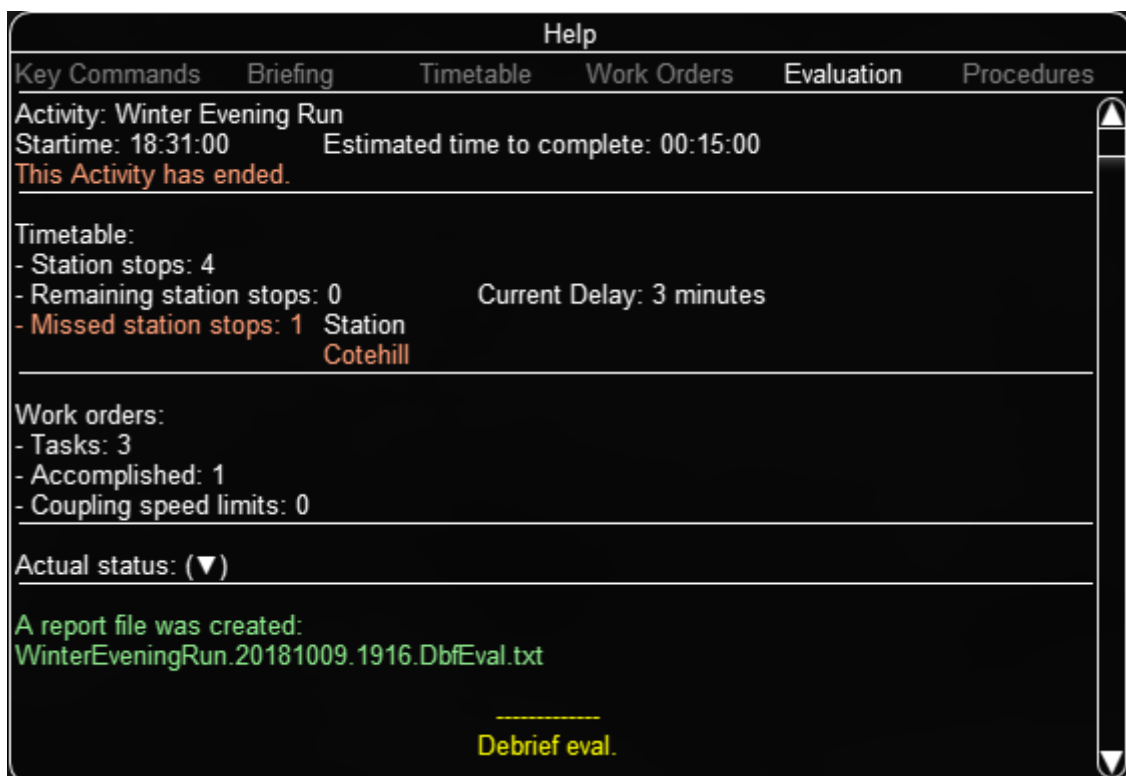 Help
Key Commands Briefing Timetable Work Orders Evaluation Procedures
Activity: Winter Evening Run
Startime: 18:31:00 Estimated time to complete: 00:15:00
This Activity has ended.
Timetable:
- Station stops: 4
- Remaining station stops: 0 Current Delay: 3 minutes
- Missed station stops: 1 Station
Cotehill
Work orders:
- Tasks: 3
- Accomplished: 1
- Coupling speed limits: 0
Actual status: (▼)
A report file was created:
WinterEveningRun.20181009.1916.DbfEval.txt
-------------
Debrief eval.